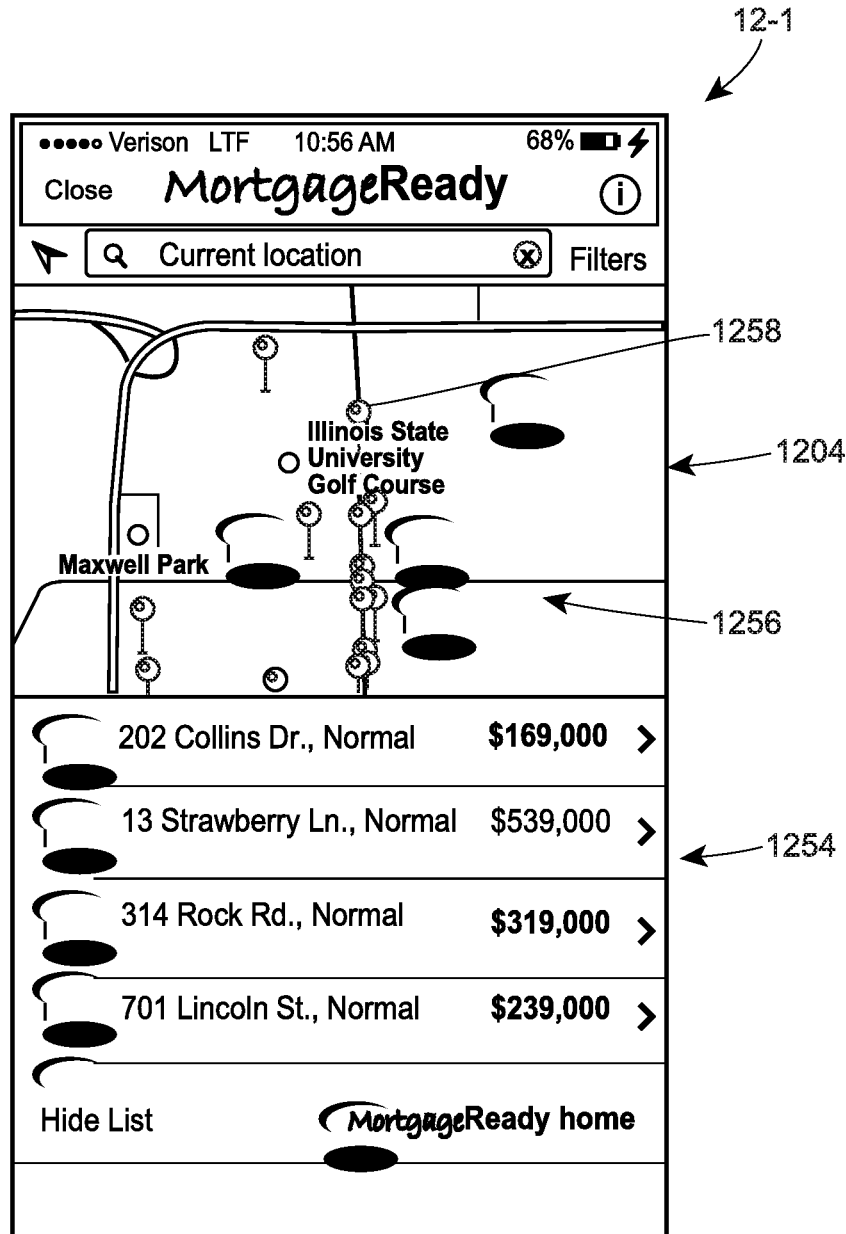 12-1
Verison LTF 10:56 AM 68%
Close MortgageReady i
Current location x Filters
1258
Illinois State
University
Golf Course
1204
Maxwell Park
1256
202 Collins Dr., Normal $169,000
13 Strawberry Ln., Normal $539,000
1254
314 Rock Rd., Normal $319,000
701 Lincoln St., Normal $239,000
Hide List MortgageReady home